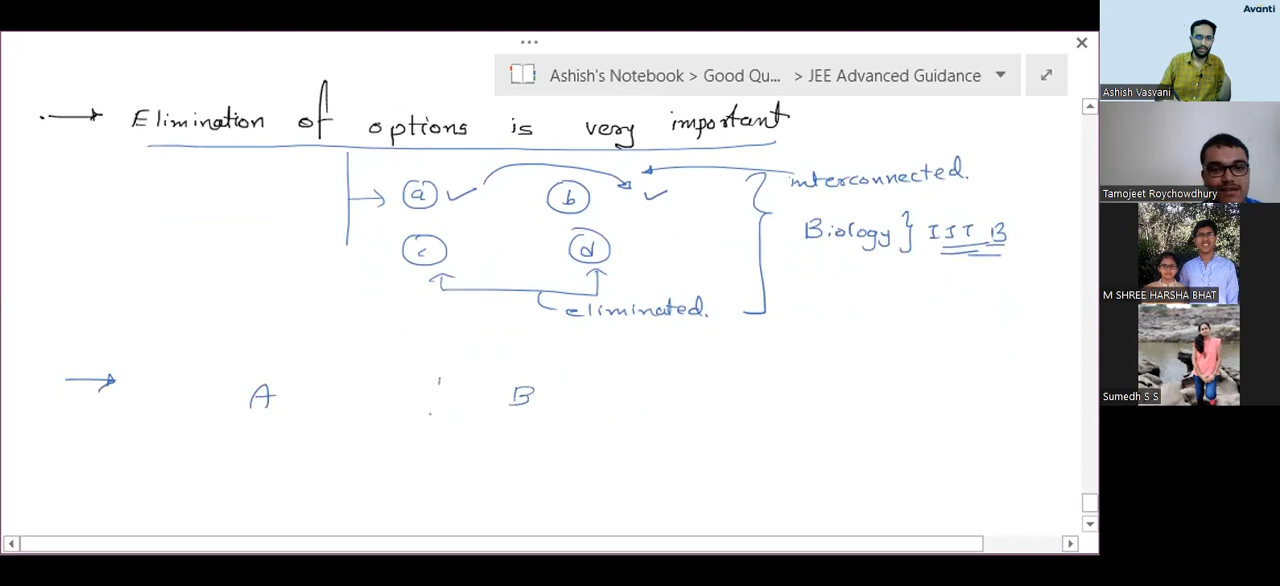 Avanti
Ashish's Notebook > Good Qu... > JEE Advanced Guidance
Ashish Vasvani
→ Elimination of options is very important
a ✓ b ✓
interconnected.
Tamojeet Roychowdhury
c d
Biology } IIT B
eliminated.
M SHREE HARSHA BHAT
→ A B
Sumedh S S